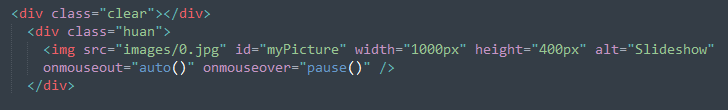 <div class="clear"></div>
<div class="huan">
<img src="images/0.jpg" id="myPicture" width="1000px" height="400px" alt="Slideshow"
onmouseout="auto()" onmouseover="pause()" />
</div>